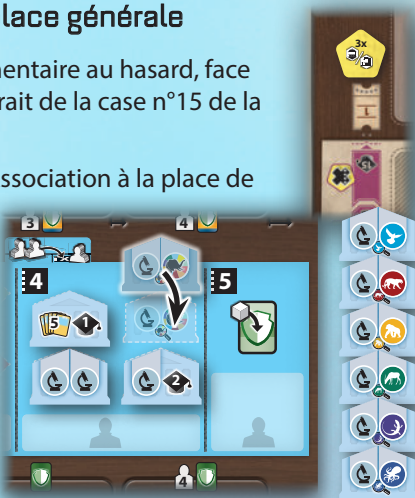 lace générale
3x
mentaire au hasard, face
rait de la case n°15 de la
15
ssociation à la place de
3
4
4
5
5
1
2
4